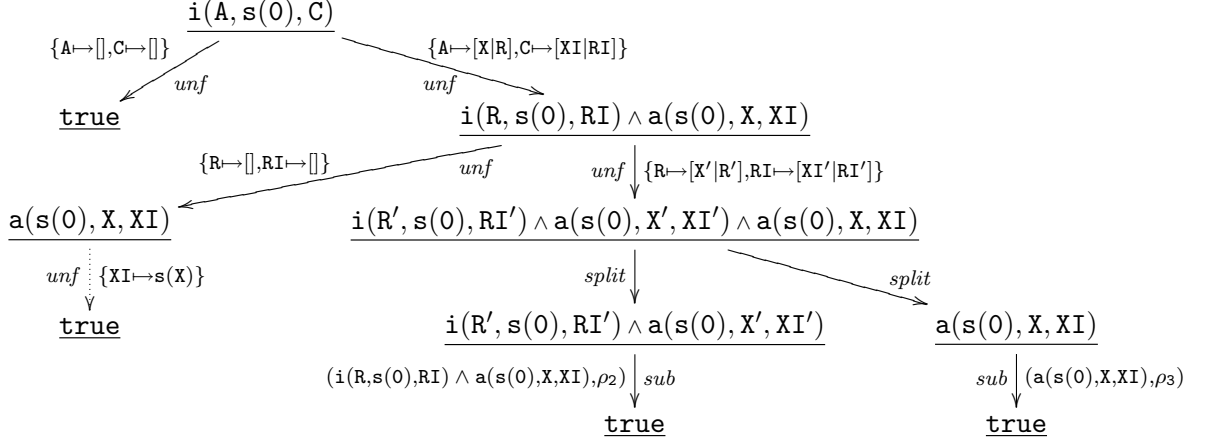 i(A, s(0), C)
{A↦[],C↦[]}
{A↦[X|R],C↦[XI|RI]}
unf
unf
true
i(R, s(0), RI) ∧ a(s(0), X, XI)
{R↦[],RI↦[]}
unf
unf
{R↦[X′|R′],RI↦[XI′|RI′]}
a(s(0), X, XI)
i(R′, s(0), RI′) ∧ a(s(0), X′, XI′) ∧ a(s(0), X, XI)
unf
{XI↦s(X)}
split
split
true
i(R′, s(0), RI′) ∧ a(s(0), X′, XI′)
a(s(0), X, XI)
(i(R,s(0),RI) ∧ a(s(0),X,XI),ρ₂)
sub
sub
(a(s(0),X,XI),ρ₃)
true
true